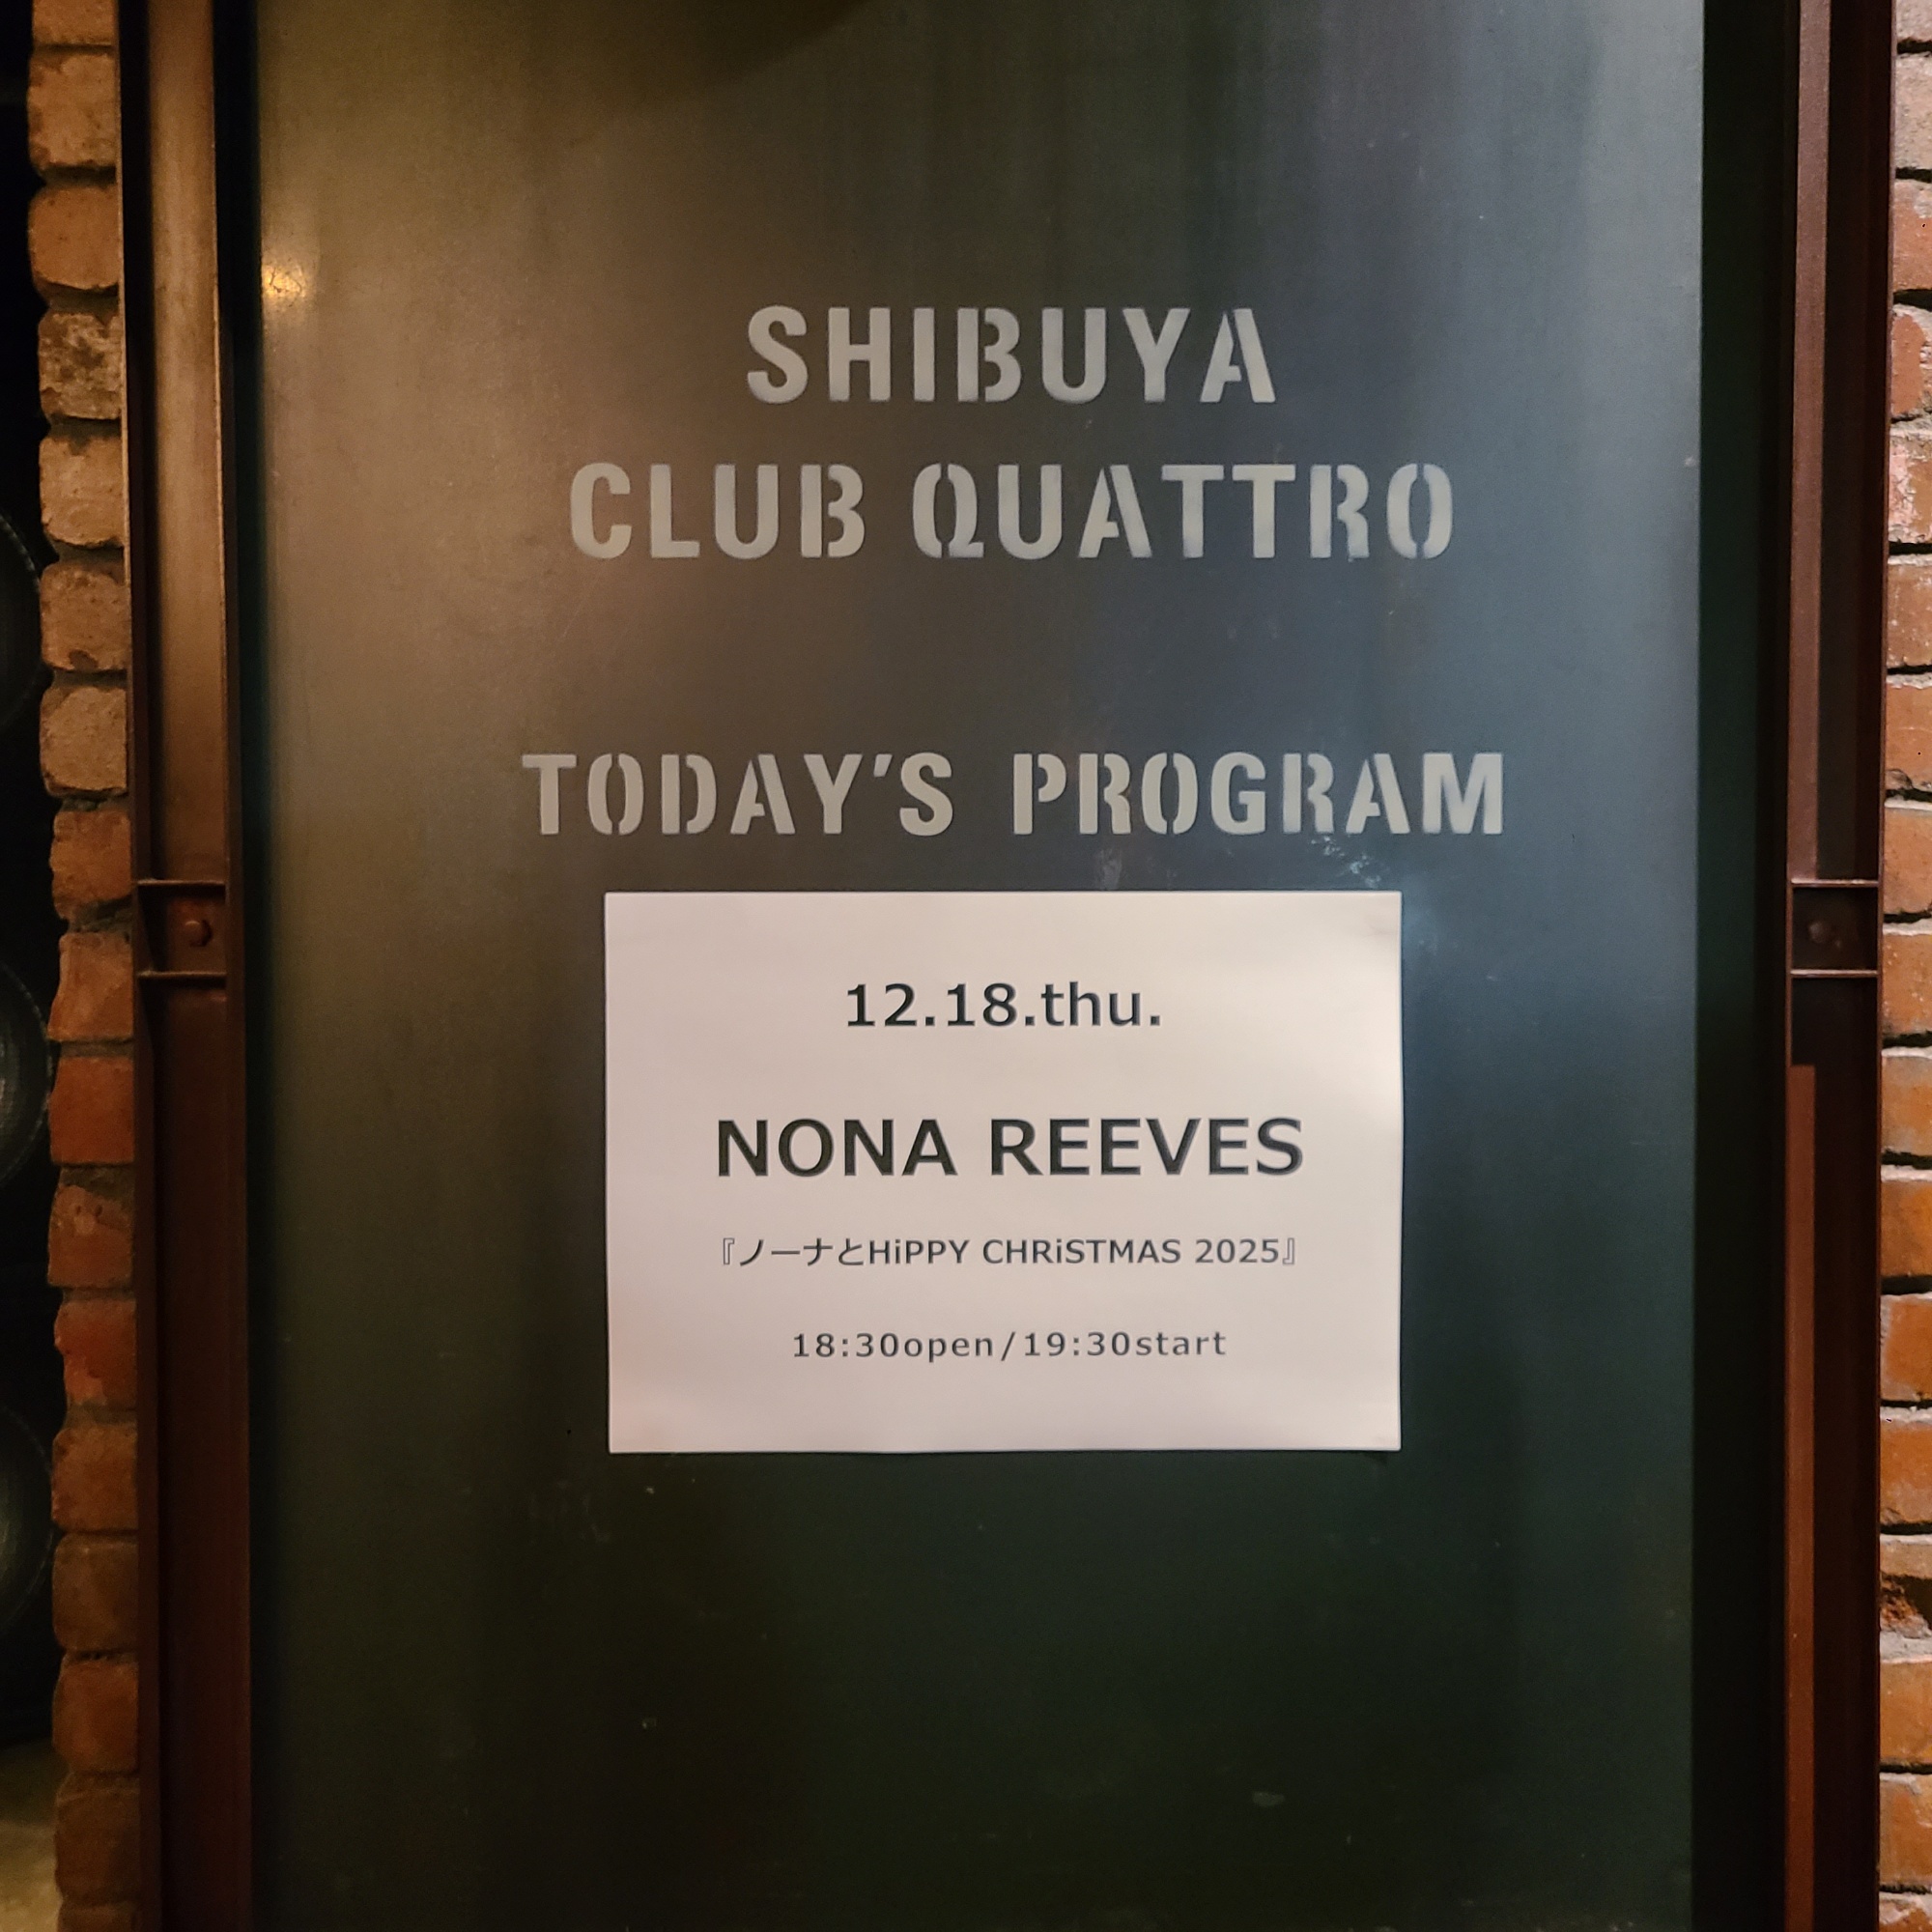 SHIBUYA
CLUB QUATTRO
TODAY'S PROGRAM
12.18.thu.
NONA REEVES
『ノーナとHiPPY CHRiSTMAS 2025』
18:30open/19:30start